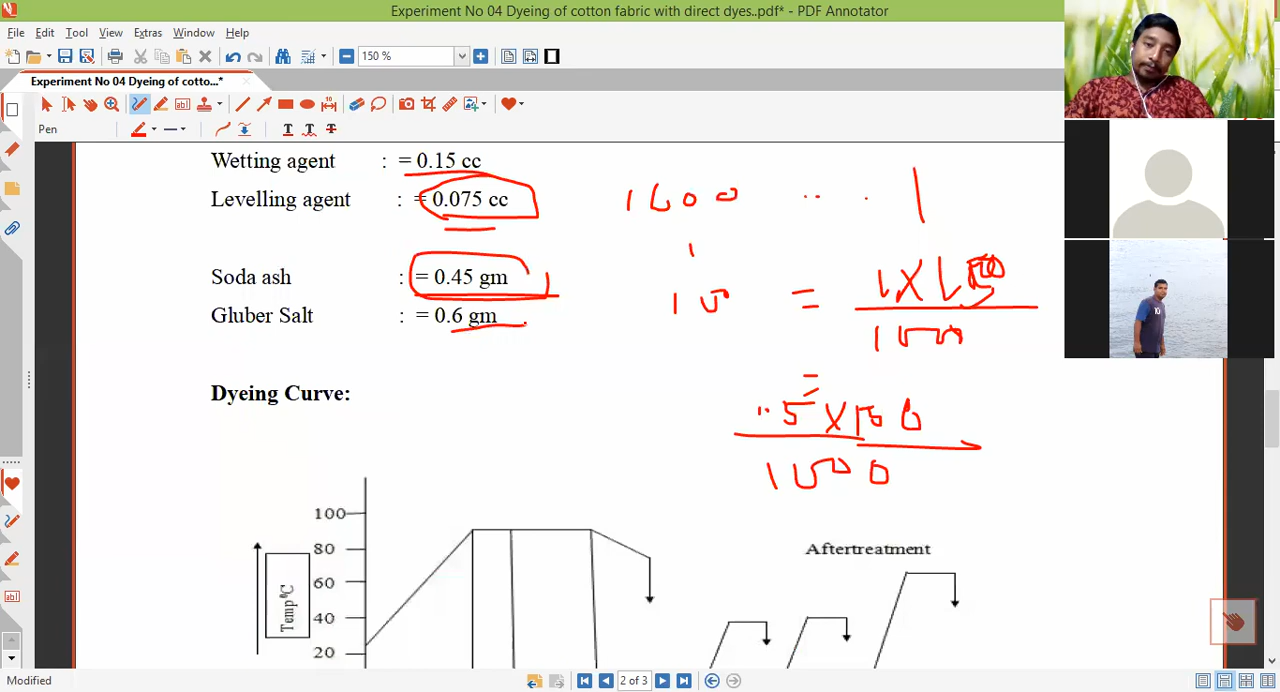 Experiment No 04 Dyeing of cotton fabric with direct dyes..pdf* - PDF Annotator
File Edit Tool View Extras Window Help
150 %
Experiment No 04 Dyeing of cotto...*
Pen
Wetting agent : = 0.15 cc
Levelling agent : = 0.075 cc
Soda ash : = 0.45 gm
Gluber Salt : = 0.6 gm
Dyeing Curve:
100
80
60
40
20
Temp ⁰C
Aftertreatment
Modified
2 of 3